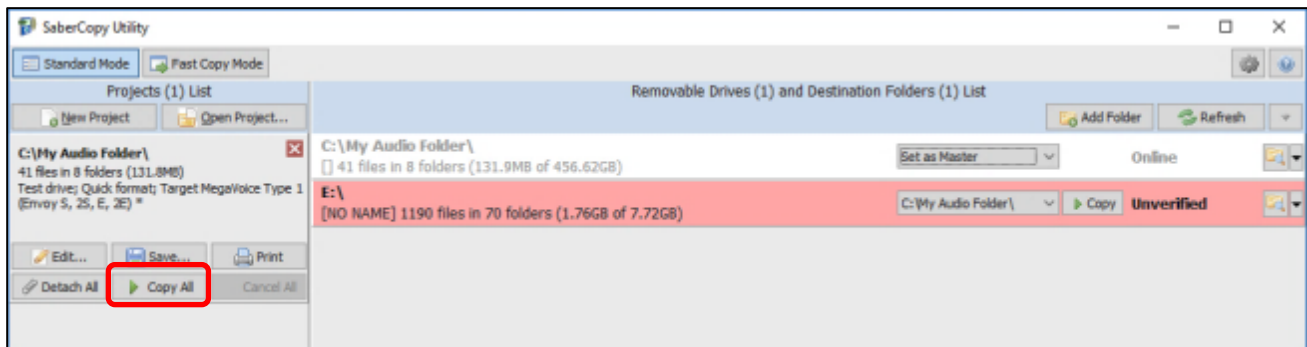 SaberCopy Utility
Standard Mode Fast Copy Mode
Projects (1) List
New Project Open Project...
C:\My Audio Folder\
41 files in 8 folders (131.8MB)
Test drive; Quick format; Target MegaVoice Type 1
(Envoy S, 2S, E, 2E) *
Edit... Save... Print
Detach All Copy All Cancel All
Removable Drives (1) and Destination Folders (1) List
Add Folder Refresh
C:\My Audio Folder\
[] 41 files in 8 folders (131.9MB of 456.62GB)
Set as Master Online
E:\
[NO NAME] 1190 files in 70 folders (1.76GB of 7.72GB)
C:\My Audio Folder\ Copy Unverified